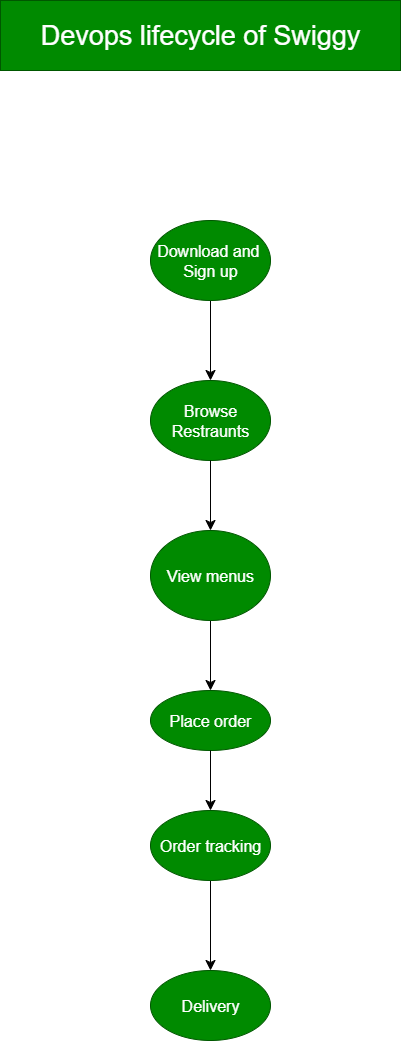 Devops lifecycle of Swiggy
Download and
Sign up
Browse
Restraunts
View menus
Place order
Order tracking
Delivery